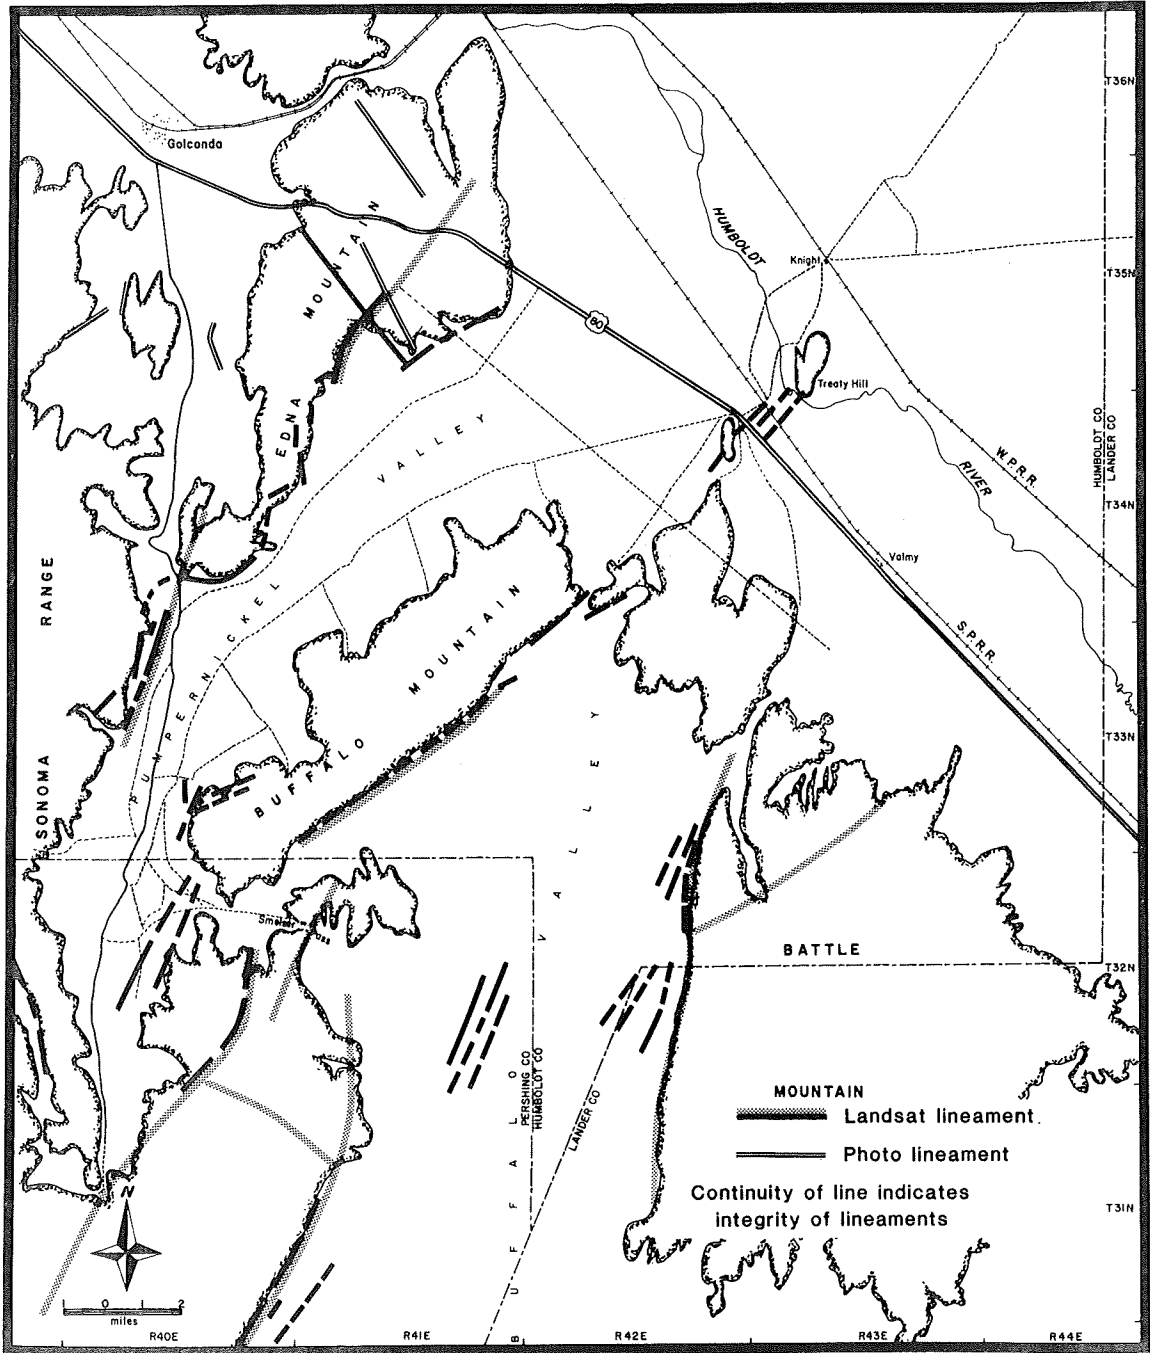 T36N
Golconda
HUMBOLDT
Knight
T35N
MOUNTAIN
80
Treaty Hill
EDNA
VALLEY
HUMBOLDT CO
LANDER CO
W.P.R.R.
RIVER
T34N
Valmy
RANGE
PUMPERNICKEL
MOUNTAIN
S.P.R.R.
VALLEY
T33N
SONOMA
BUFFALO
BATTLE
T32N
PERSHING CO
HUMBOLDT CO
LANDER CO
BUFFALO
MOUNTAIN
Landsat lineament.
Photo lineament
Continuity of line indicates
integrity of lineaments
T31N
N
0 2
miles
R40E
R41E
R42E
R43E
R44E